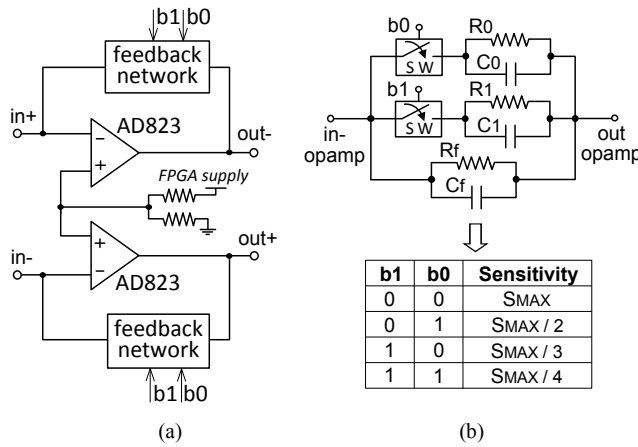 b1 b0
feedback
network
in+
AD823
out-
FPGA supply
out+
in-
AD823
feedback
network
b1 b0
(a)
b0
S W
R0
C0
b1
S W
R1
C1
in-
opamp
out
opamp
Rf
Cf
b1 b0 Sensitivity
0 0 SMAX
0 1 SMAX / 2
1 0 SMAX / 3
1 1 SMAX / 4
(b)